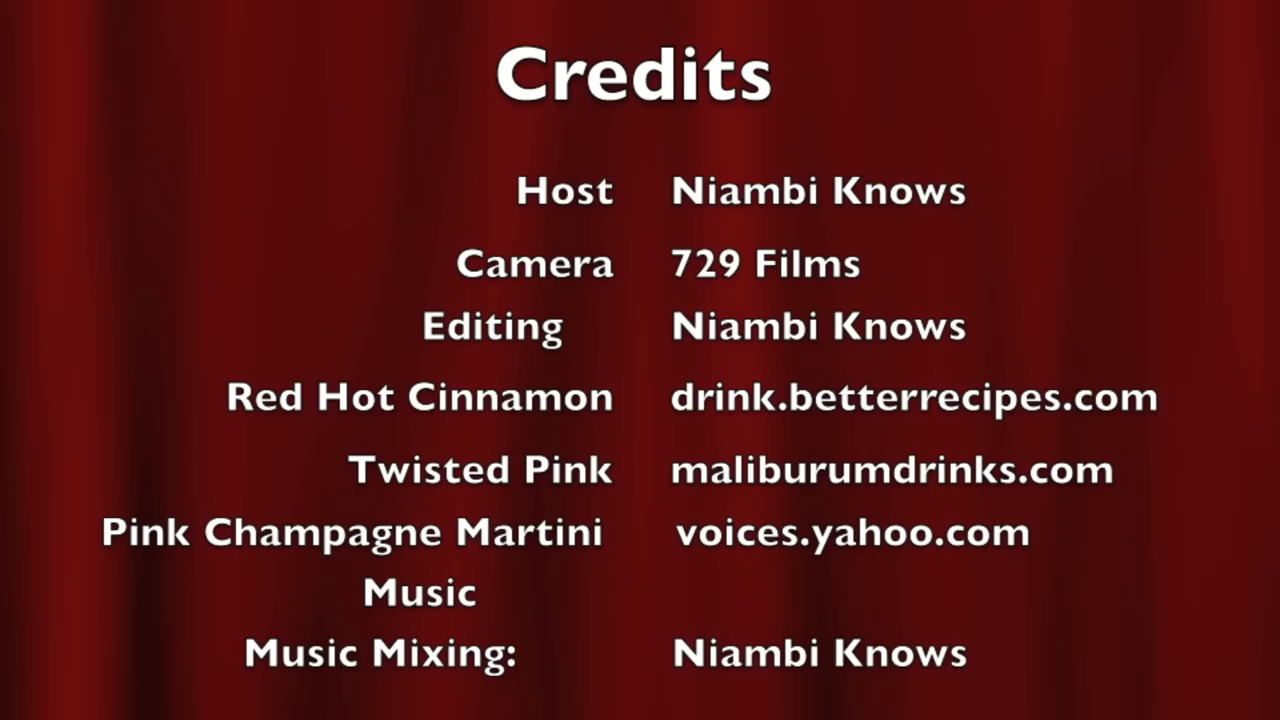 Credits
Host Niambi Knows
Camera 729 Films
Editing Niambi Knows
Red Hot Cinnamon drink.betterrecipes.com
Twisted Pink maliburumdrinks.com
Pink Champagne Martini voices.yahoo.com
Music
Music Mixing: Niambi Knows